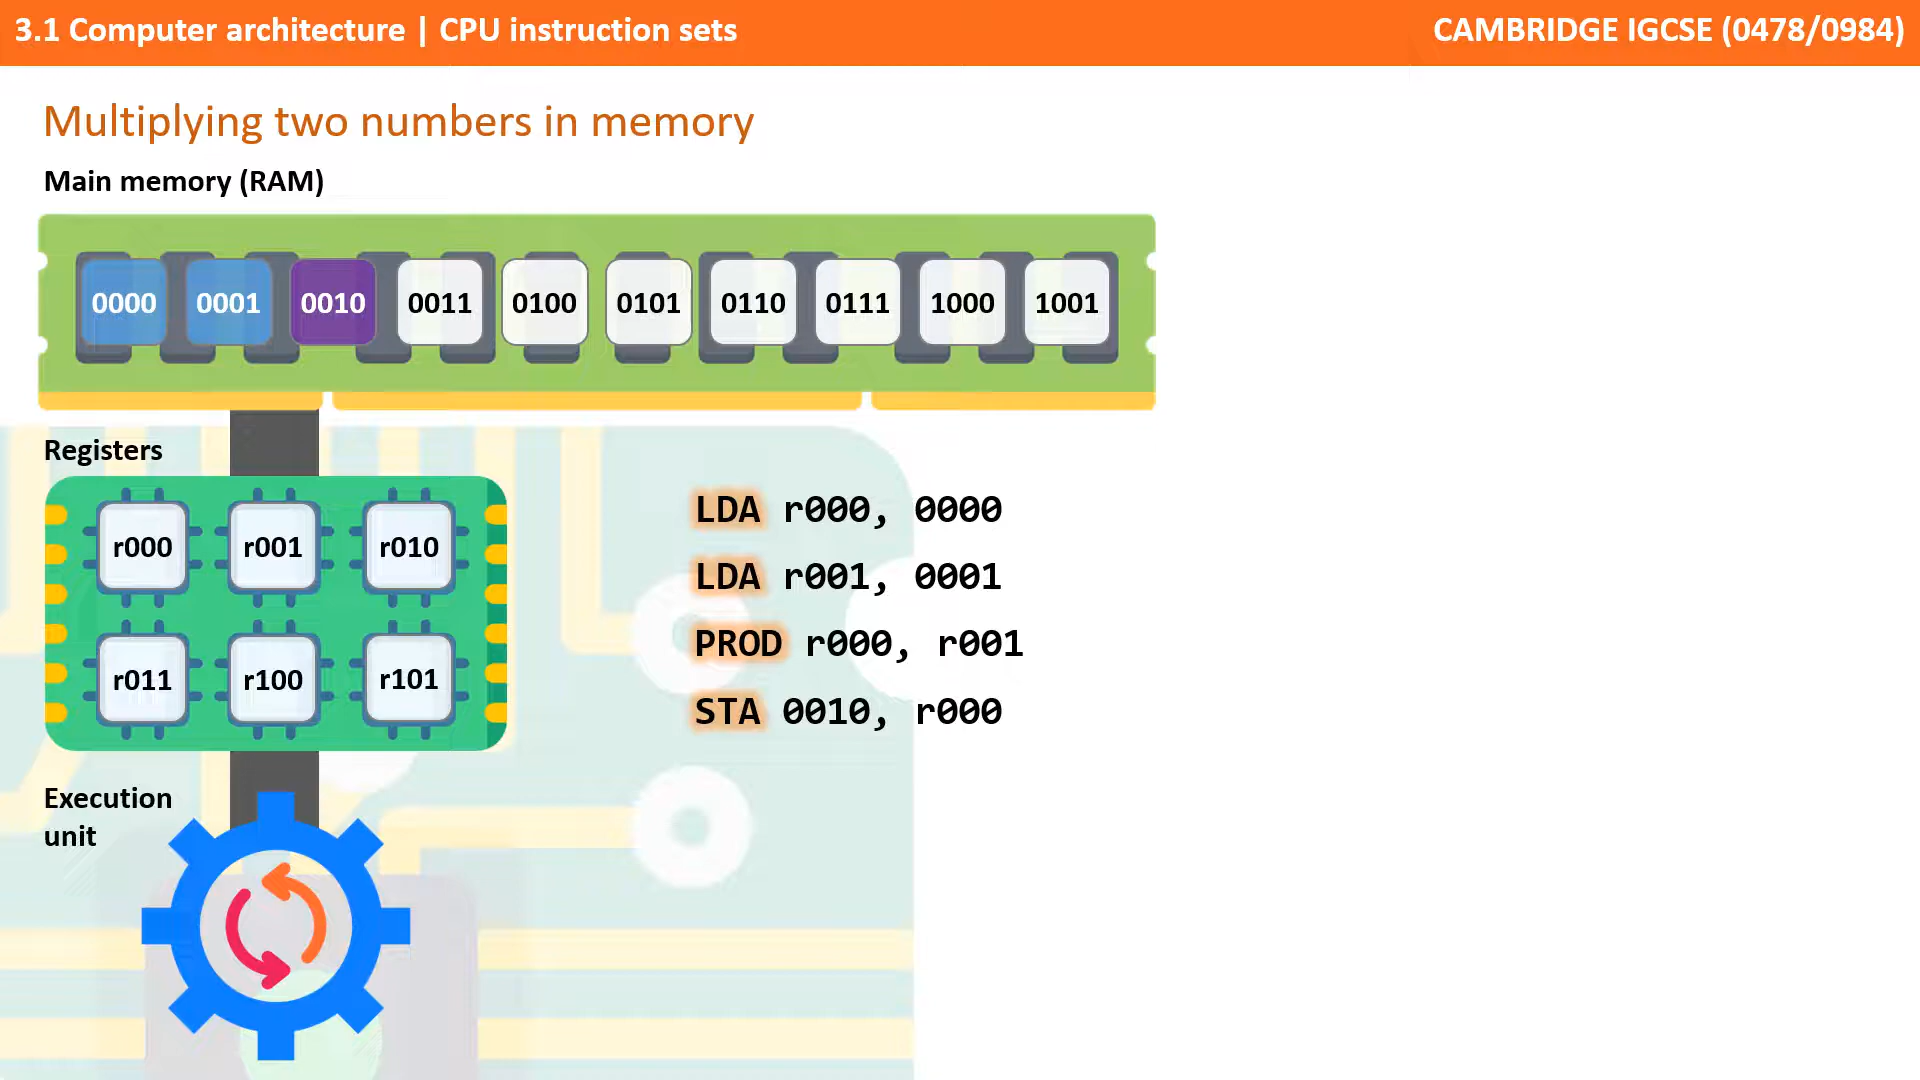 3.1 Computer architecture | CPU instruction sets
CAMBRIDGE IGCSE (0478/0984)
Multiplying two numbers in memory
Main memory (RAM)
0000 0001 0010 0011 0100 0101 0110 0111 1000 1001
Registers
r000 r001 r010
r011 r100 r101
LDA r000, 0000
LDA r001, 0001
PROD r000, r001
STA 0010, r000
Execution
unit